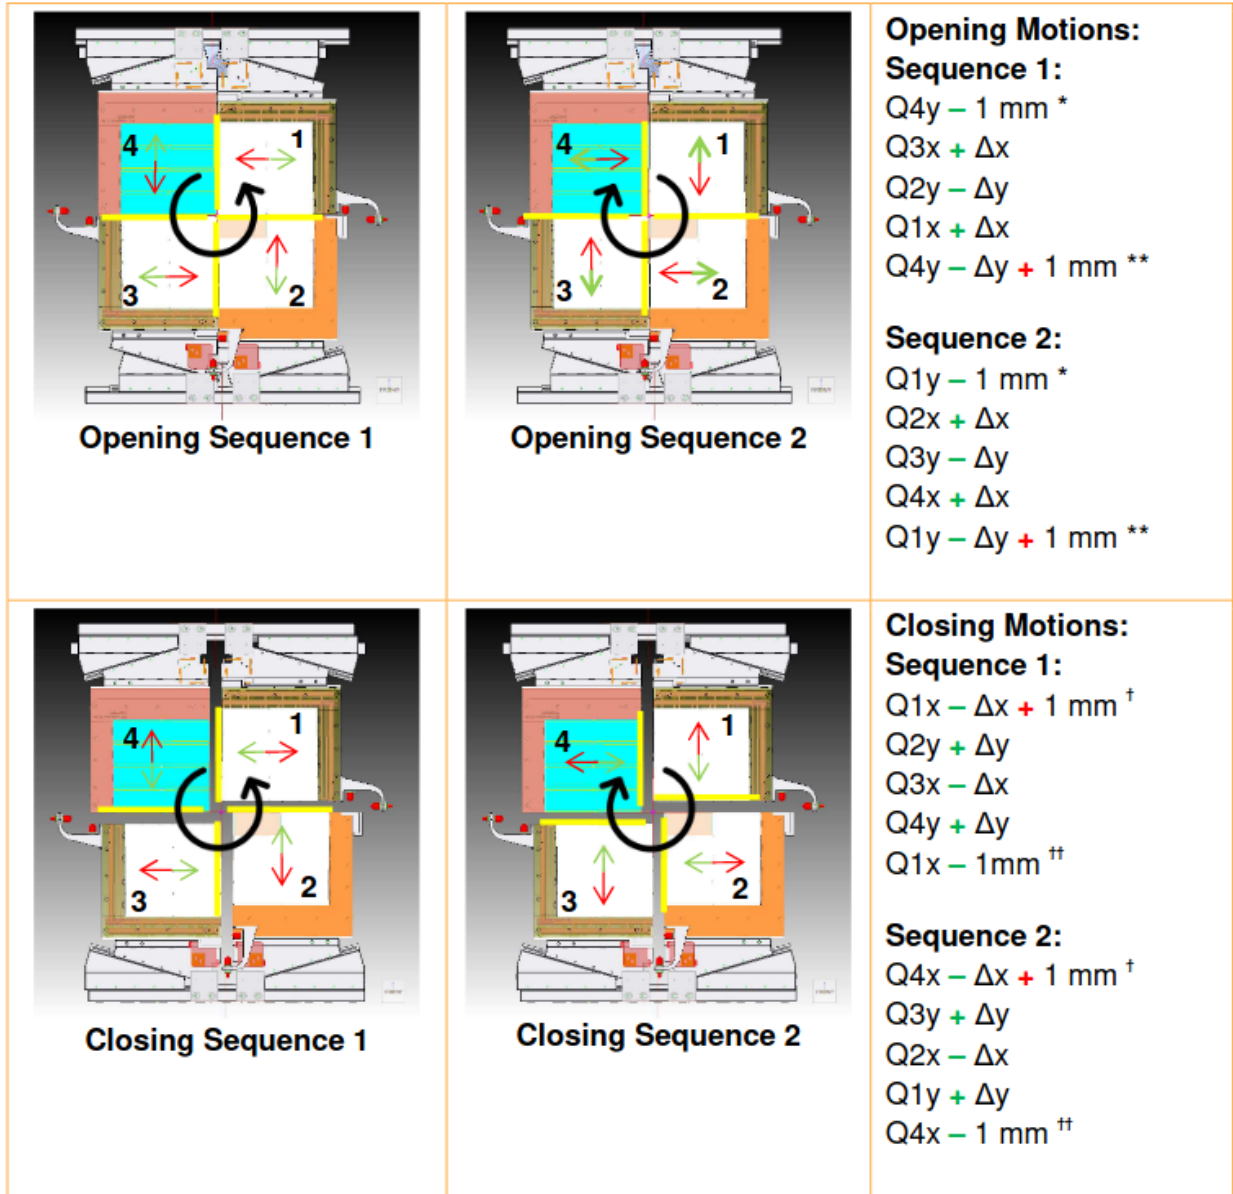 4
1
3
2
Opening Sequence 1
4
1
3
2
Opening Sequence 2
Opening Motions:
Sequence 1:
Q4y – 1 mm *
Q3x + Δx
Q2y – Δy
Q1x + Δx
Q4y – Δy + 1 mm **
Sequence 2:
Q1y – 1 mm *
Q2x + Δx
Q3y – Δy
Q4x + Δx
Q1y – Δy + 1 mm **
4
1
3
2
Closing Sequence 1
4
1
3
2
Closing Sequence 2
Closing Motions:
Sequence 1:
Q1x – Δx + 1 mm †
Q2y + Δy
Q3x – Δx
Q4y + Δy
Q1x – 1mm ††
Sequence 2:
Q4x – Δx + 1 mm †
Q3y + Δy
Q2x – Δx
Q1y + Δy
Q4x – 1 mm ††